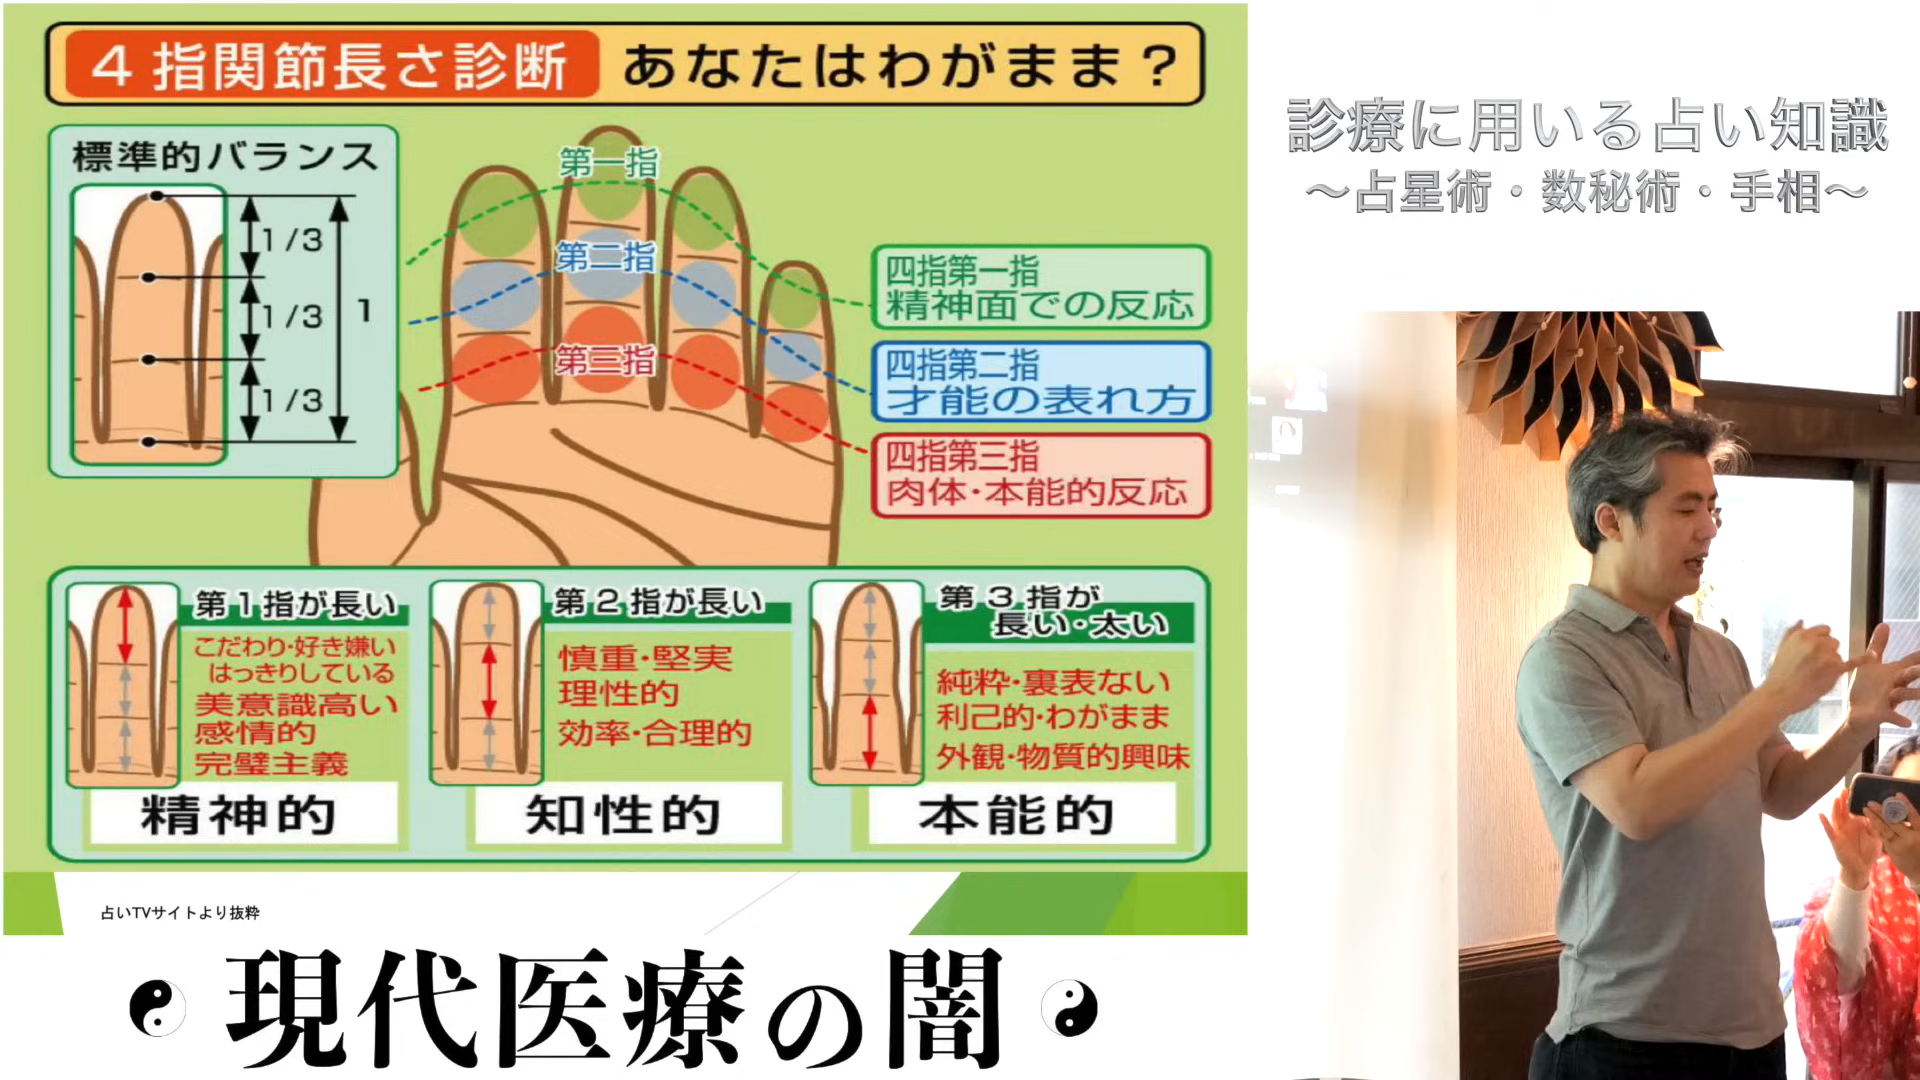 4指関節長さ診断 あなたはわがまま？
標準的バランス
1/3
1/3
1/3
1
第一指
第二指
第三指
四指第一指
精神面での反応
四指第二指
才能の表れ方
四指第三指
肉体・本能的反応
第1指が長い
こだわり・好き嫌い
はっきりしている
美意識高い
感情的
完璧主義
精神的
第2指が長い
慎重・堅実
理性的
効率・合理的
知性的
第3指が
長い・太い
純粋・裏表ない
利己的・わがまま
外観・物質的興味
本能的
占いTVサイトより抜粋
現代医療の闇
診療に用いる占い知識
～占星術・数秘術・手相～